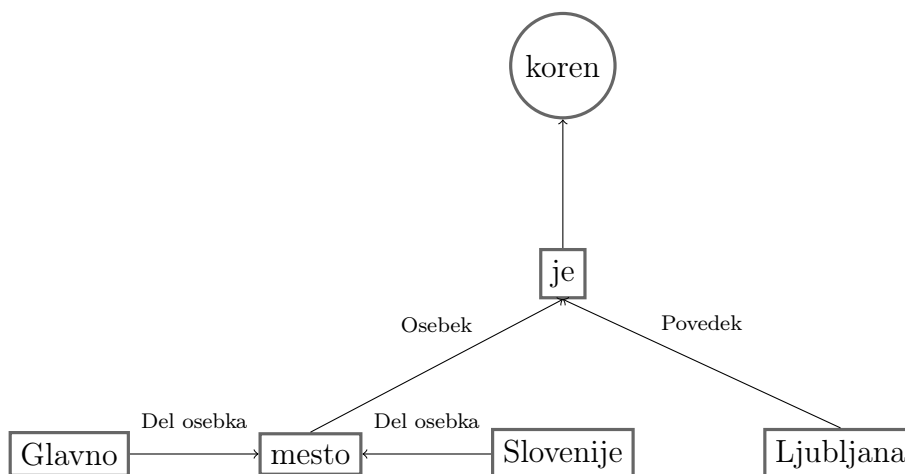 koren
je
Osebek
Povedek
Del osebka
Del osebka
Glavno
mesto
Slovenije
Ljubljana